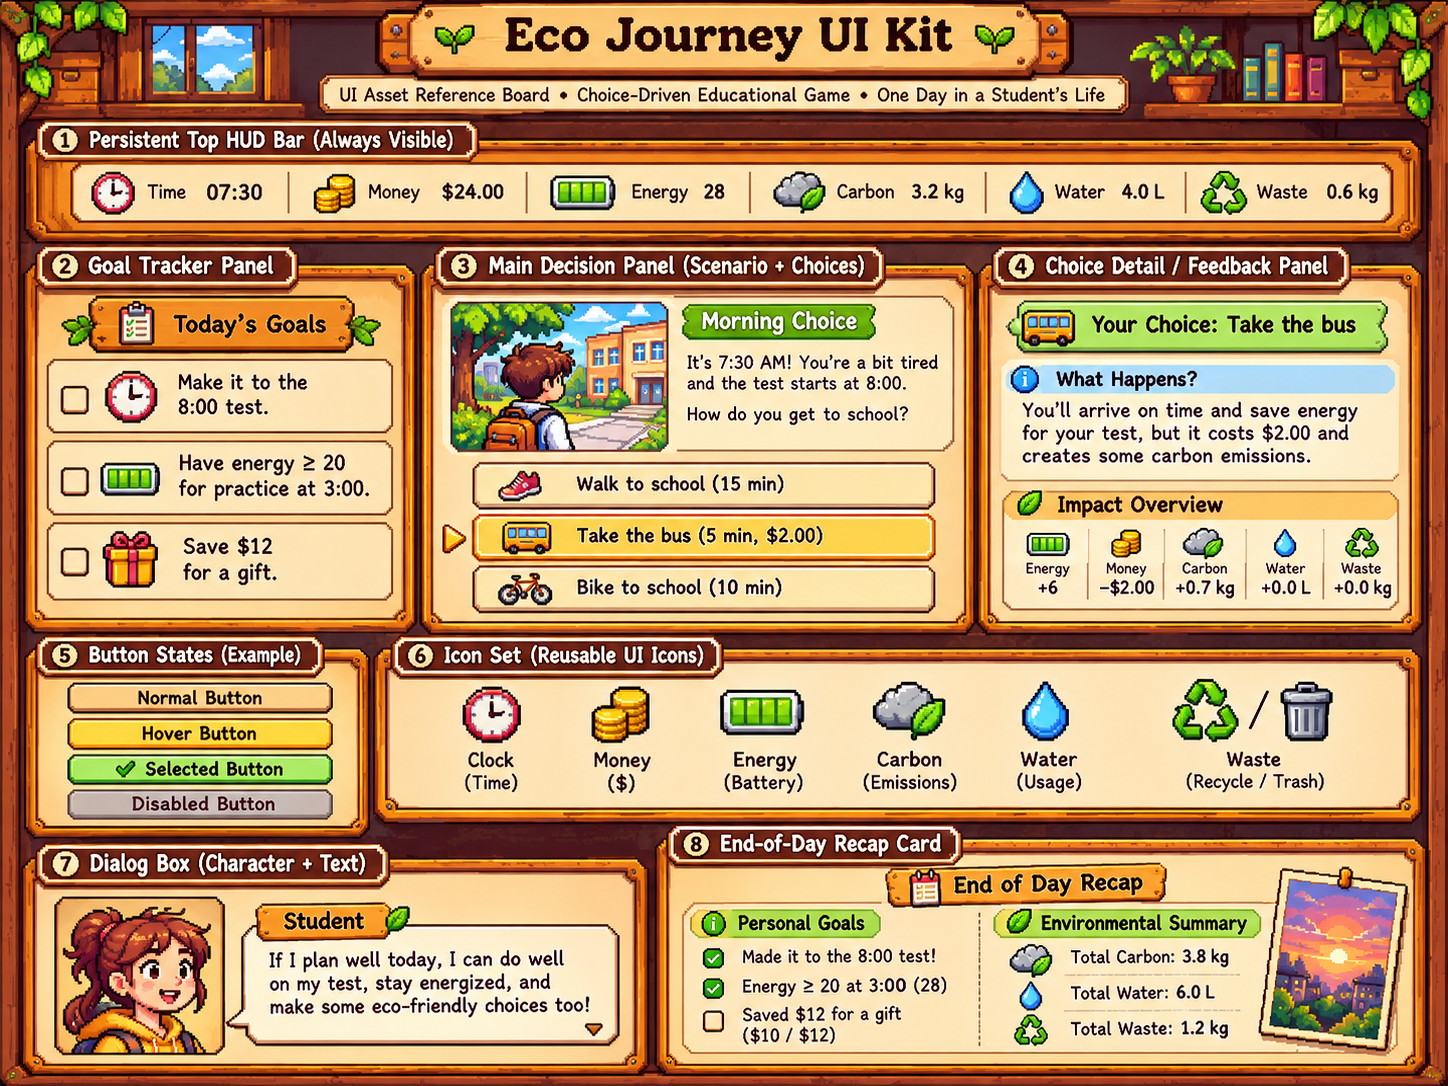 Eco Journey UI Kit
UI Asset Reference Board • Choice-Driven Educational Game • One Day in a Student's Life
1 Persistent Top HUD Bar (Always Visible)
Time 07:30
Money $24.00
Energy 28
Carbon 3.2 kg
Water 4.0 L
Waste 0.6 kg
2 Goal Tracker Panel
Today's Goals
Make it to the
8:00 test.
Have energy ≥ 20
for practice at 3:00.
Save $12
for a gift.
3 Main Decision Panel (Scenario + Choices)
Morning Choice
It's 7:30 AM! You're a bit tired
and the test starts at 8:00.
How do you get to school?
Walk to school (15 min)
Take the bus (5 min, $2.00)
Bike to school (10 min)
4 Choice Detail / Feedback Panel
Your Choice: Take the bus
i What Happens?
You'll arrive on time and save energy
for your test, but it costs $2.00 and
creates some carbon emissions.
Impact Overview
Energy
+6
Money
−$2.00
Carbon
+0.7 kg
Water
+0.0 L
Waste
+0.0 kg
5 Button States (Example)
Normal Button
Hover Button
Selected Button
Disabled Button
6 Icon Set (Reusable UI Icons)
Clock
(Time)
Money
($)
Energy
(Battery)
Carbon
(Emissions)
Water
(Usage)
/
Waste
(Recycle / Trash)
7 Dialog Box (Character + Text)
Student
If I plan well today, I can do well
on my test, stay energized, and
make some eco-friendly choices too!
8 End-of-Day Recap Card
End of Day Recap
i Personal Goals
Made it to the 8:00 test!
Energy ≥ 20 at 3:00 (28)
Saved $12 for a gift
($10 / $12)
Environmental Summary
Total Carbon: 3.8 kg
Total Water: 6.0 L
Total Waste: 1.2 kg